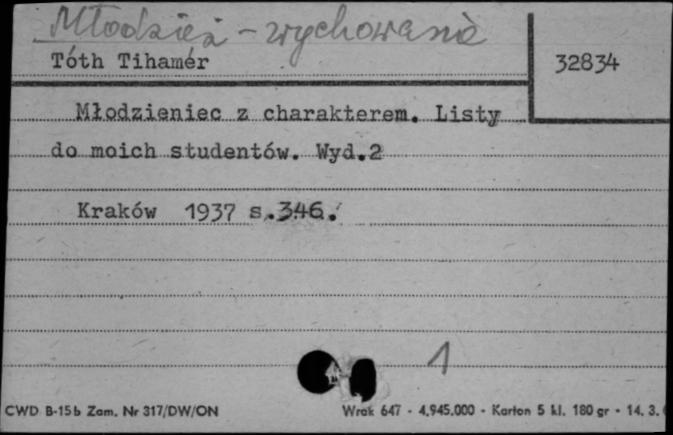 Młodzież - wychowanie
Tóth Tihamér
32834
Młodzieniec z charakterem. Listy
do moich studentów. Wyd.2
Kraków 1937 s.346.
1
CWD B-15b Zam. Nr 317/DW/ON
Wrak 647 - 4.945.000 - Karton 5 kl. 180 gr - 14. 3.